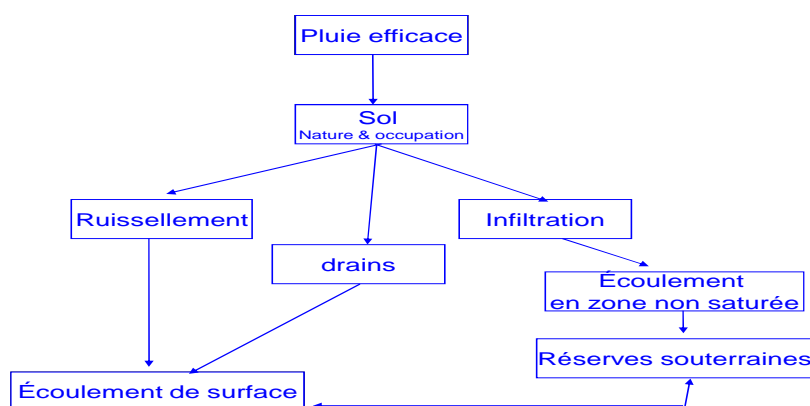 Pluie efficace
Sol
Nature & occupation
Ruissellement
Infiltration
drains
Écoulement
en zone non saturée
Réserves souterraines
Écoulement de surface